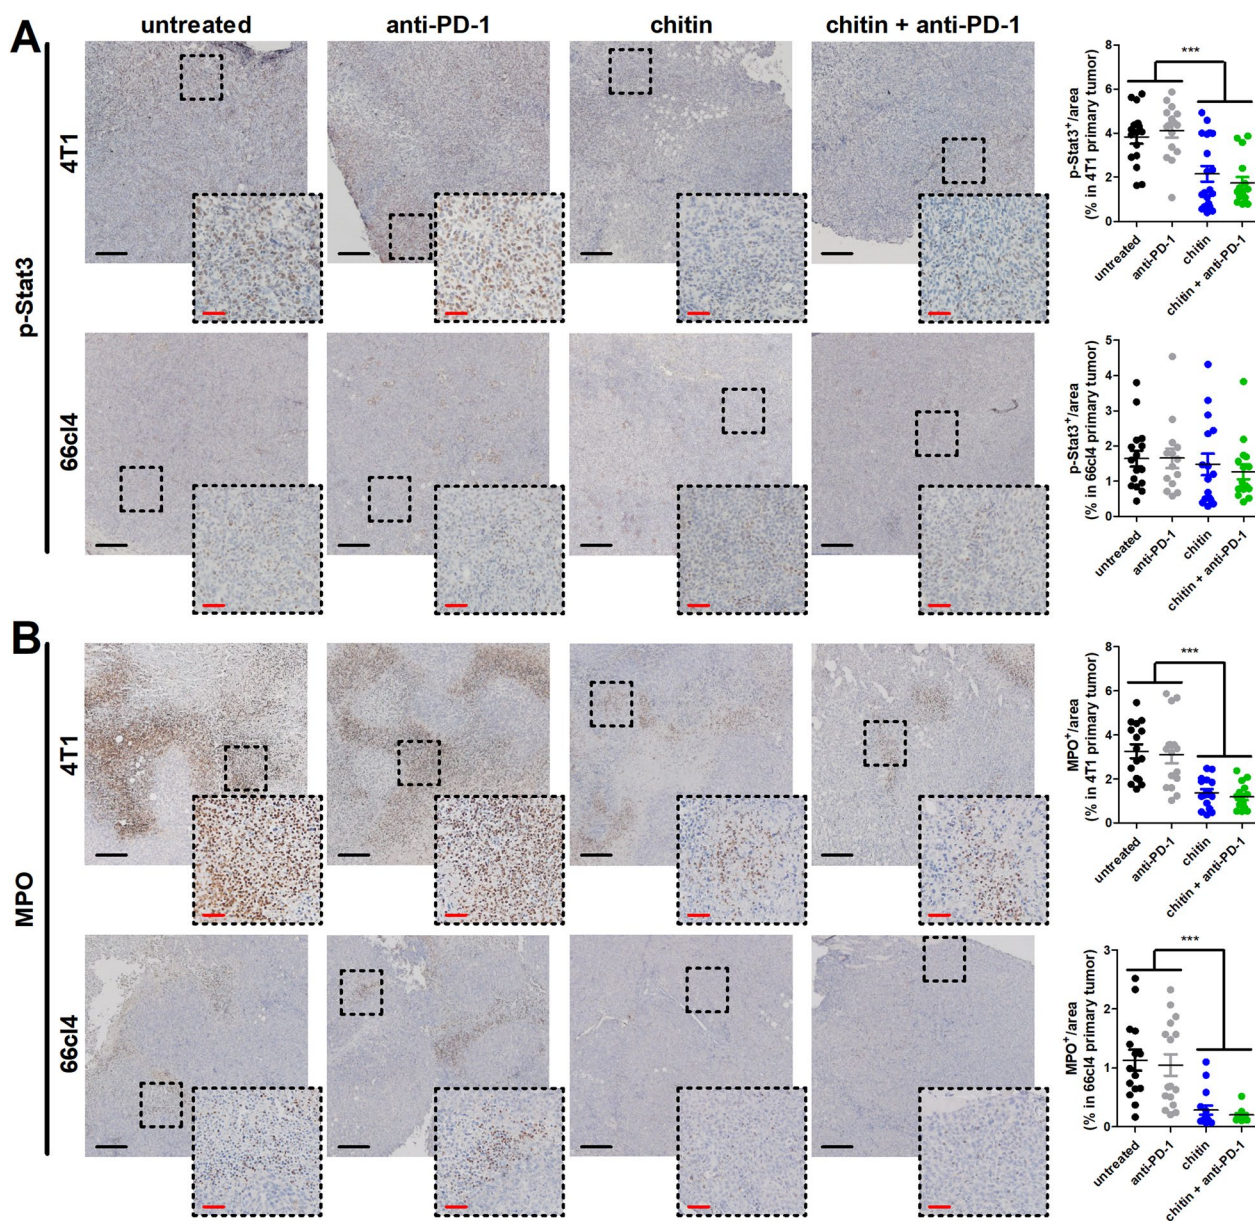 A
untreated
anti-PD-1
chitin
chitin + anti-PD-1
p-Stat3
4T1
p-Stat3⁺/area
(% in 4T1 primary tumor)
8
6
4
2
0
***
untreated
anti-PD-1
chitin
chitin + anti-PD-1
66cl4
p-Stat3⁺/area
(% in 66cl4 primary tumor)
5
4
3
2
1
0
untreated
anti-PD-1
chitin
chitin + anti-PD-1
B
MPO
4T1
MPO⁺/area
(% in 4T1 primary tumor)
8
6
4
2
0
***
untreated
anti-PD-1
chitin
chitin + anti-PD-1
66cl4
MPO⁺/area
(% in 66cl4 primary tumor)
3
2
1
0
***
untreated
anti-PD-1
chitin
chitin + anti-PD-1